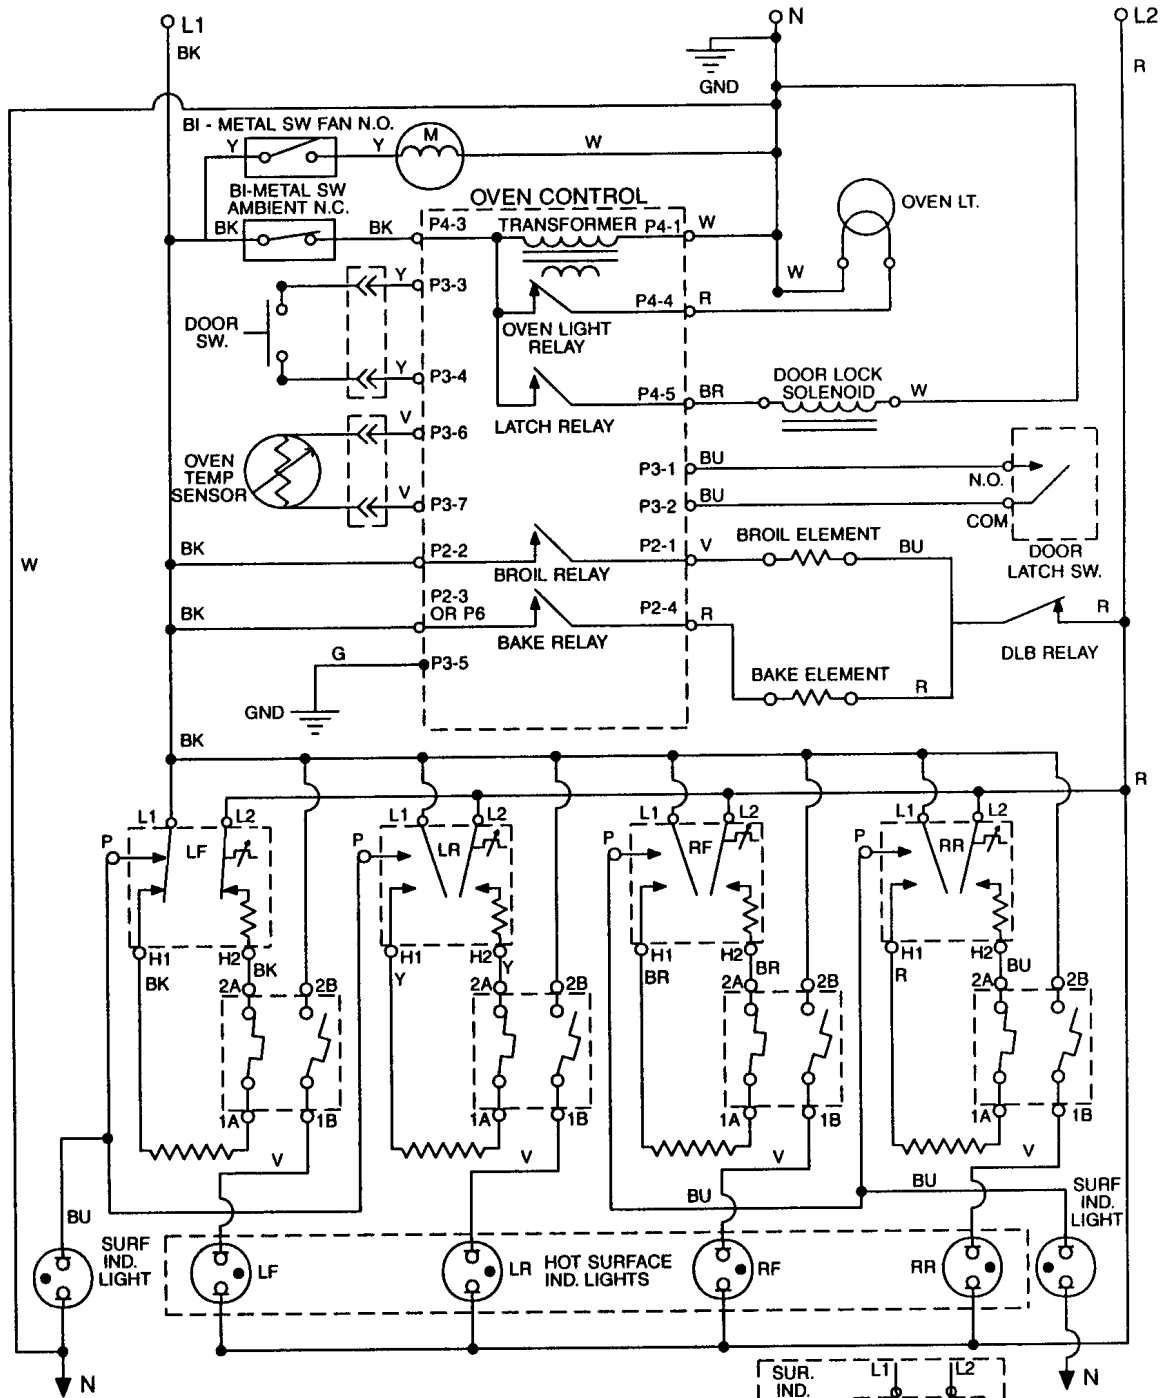 L1
N
L2
BK
R
GND
BI - METAL SW FAN N.O.
M
Y
Y
W
BI-METAL SW
AMBIENT N.C.
OVEN CONTROL
OVEN LT.
BK
BK
P4-3
TRANSFORMER
P4-1
W
W
Y
P3-3
P4-4
R
DOOR
SW.
OVEN LIGHT
RELAY
Y
P3-4
DOOR LOCK
SOLENOID
P4-5
BR
W
LATCH RELAY
V
P3-6
OVEN
TEMP
SENSOR
P3-1
BU
N.O.
V
P3-7
P3-2
BU
COM
W
BK
P2-2
BROIL RELAY
P2-1
V
BROIL ELEMENT
BU
DOOR
LATCH SW.
P2-3
OR P6
BK
BAKE RELAY
P2-4
R
R
DLB RELAY
G
P3-5
BAKE ELEMENT
R
GND
BK
R
L1
L2
L1
L2
L1
L2
L1
L2
P
LF
P
LR
P
RF
P
RR
H1
H2
H1
H2
H1
H2
H1
H2
BK
BK
Y
Y
BR
BR
R
BU
2A
2B
2A
2B
2A
2B
2A
2B
1A
1B
1A
1B
1A
1B
1A
1B
V
V
V
V
BU
BU
BU
SURF
IND.
LIGHT
SURF
IND.
LIGHT
LF
LR
HOT SURFACE
IND. LIGHTS
RF
RR
N
N
SUR.
IND.
L1
L2